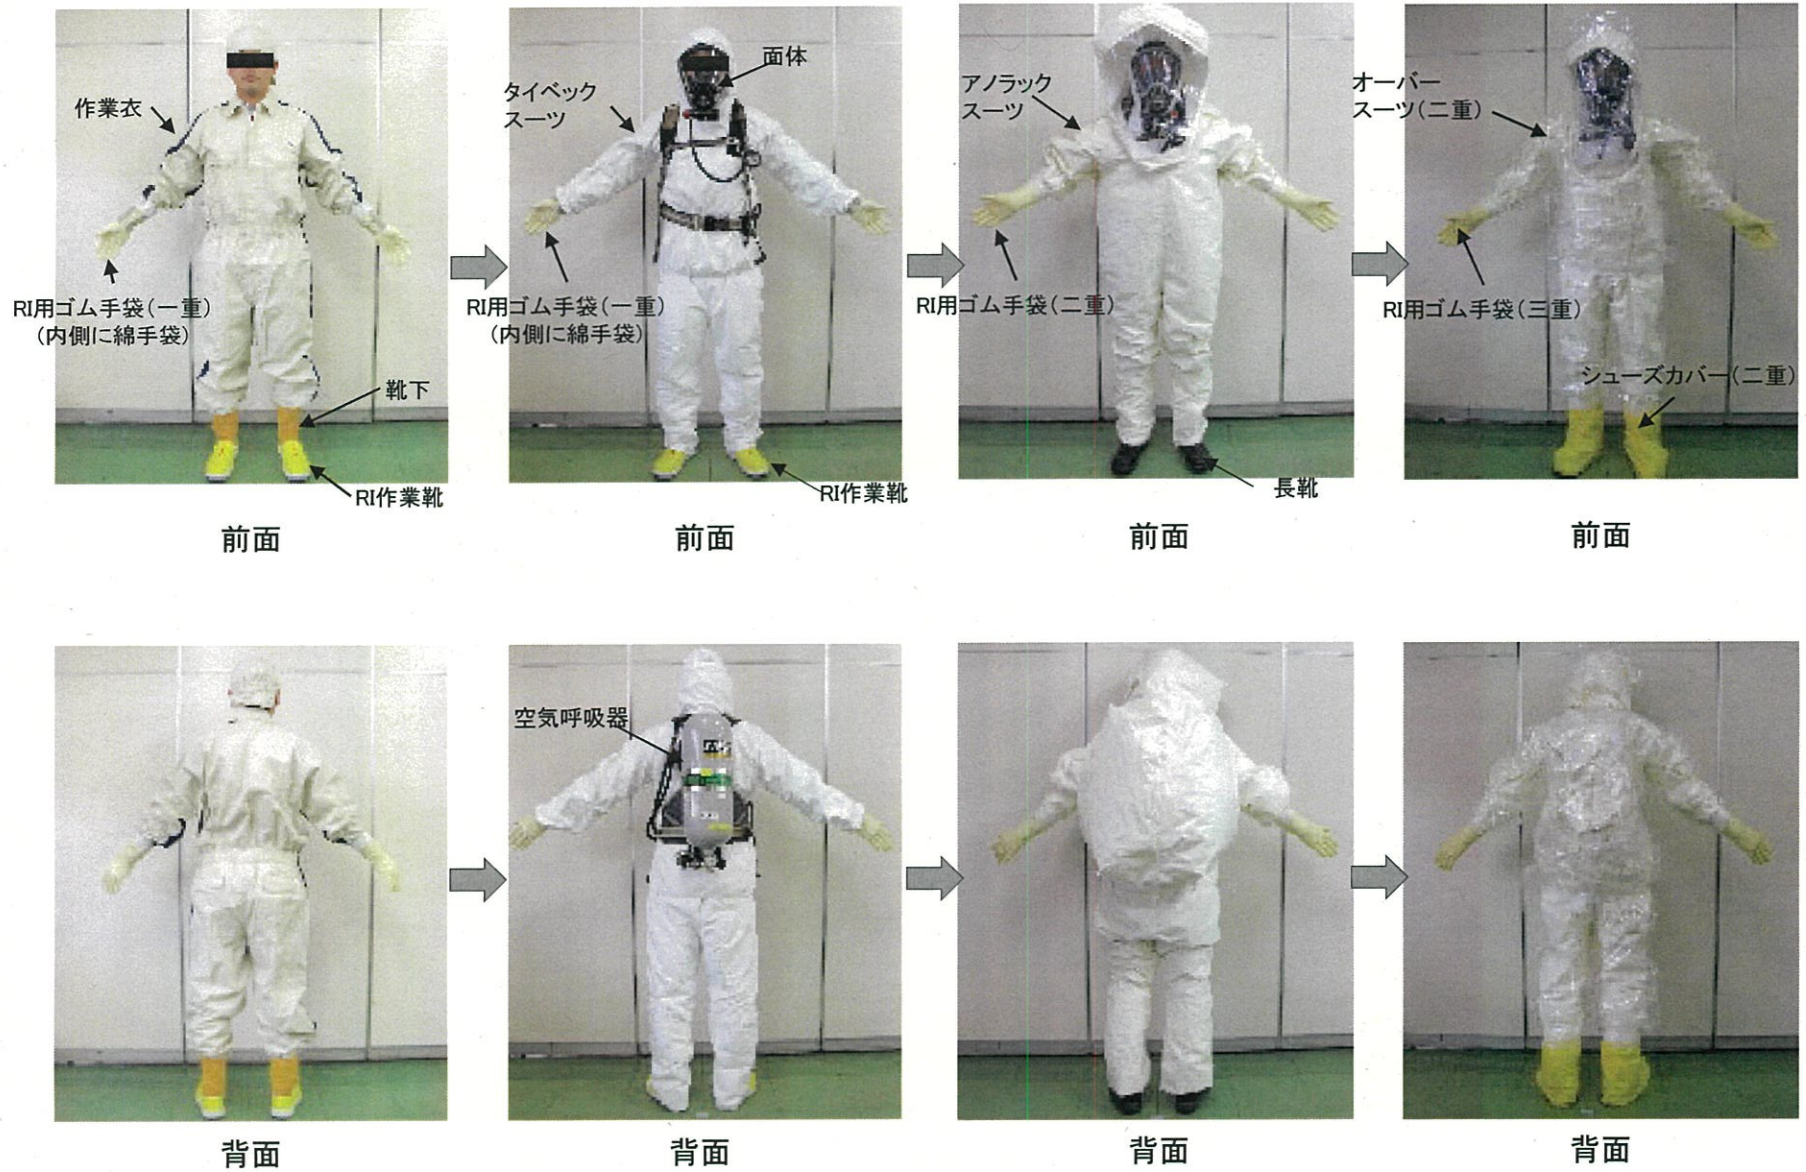 作業衣
RI用ゴム手袋(一重)
(内側に綿手袋)
靴下
RI作業靴
前面
面体
タイベック
スーツ
RI用ゴム手袋(一重)
(内側に綿手袋)
RI作業靴
前面
アノラック
スーツ
RI用ゴム手袋(二重)
長靴
前面
オーバー
スーツ(二重)
RI用ゴム手袋(三重)
シューズカバー(二重)
前面
背面
空気呼吸器
背面
背面
背面